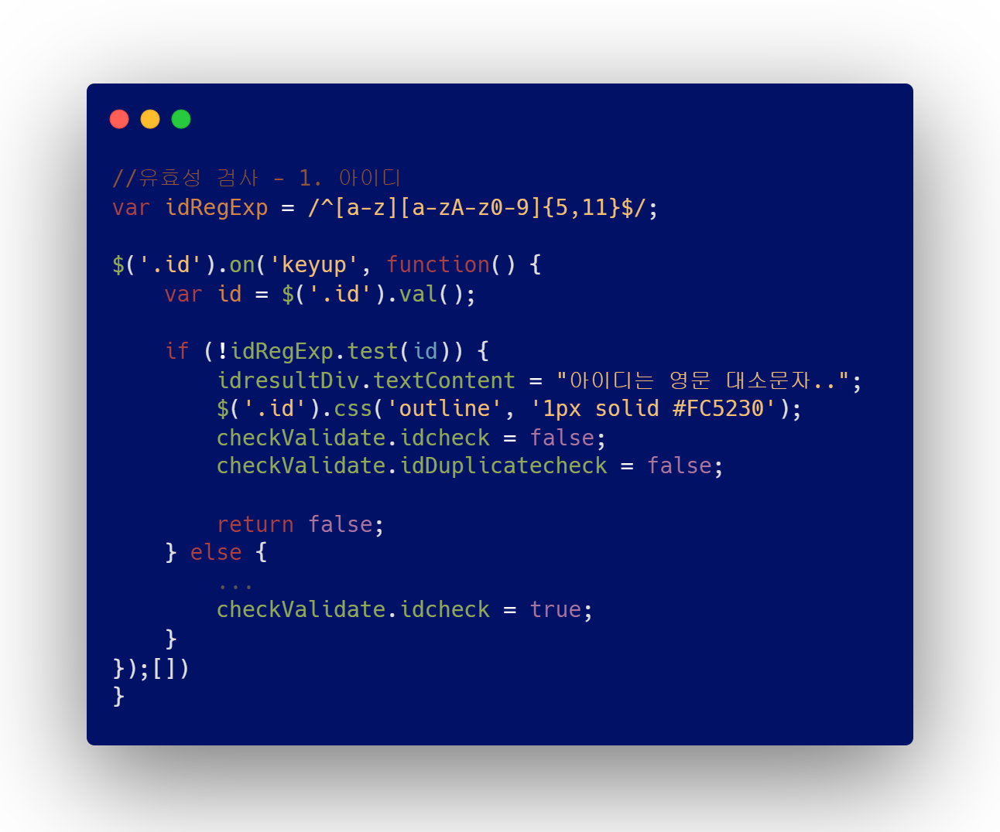 //유효성 검사 - 1. 아이디
var idRegExp = /^[a-z][a-zA-z0-9]{5,11}$/;
$('.id').on('keyup', function() {
var id = $('.id').val();
if (!idRegExp.test(id)) {
idresultDiv.textContent = "아이디는 영문 대소문자..";
$('.id').css('outline', '1px solid #FC5230');
checkValidate.idcheck = false;
checkValidate.idDuplicatecheck = false;
return false;
} else {
...
checkValidate.idcheck = true;
}
});[])
}